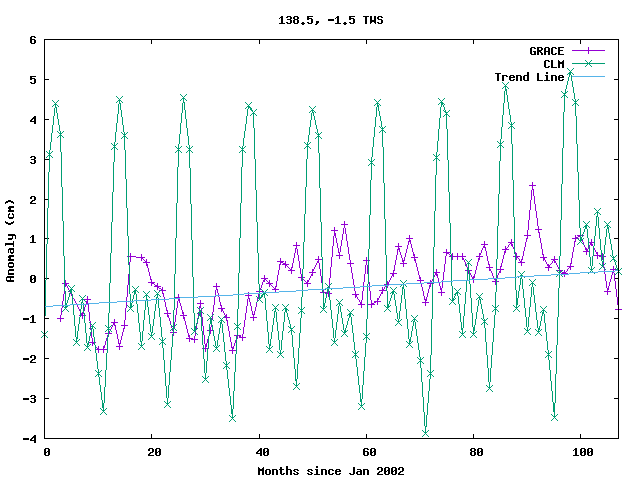 138.5, -1.5 TWS
GRACE
CLM
Trend Line
6
5
4
3
2
1
0
-1
-2
-3
-4
Anomaly (cm)
0 20 40 60 80 100
Months since Jan 2002